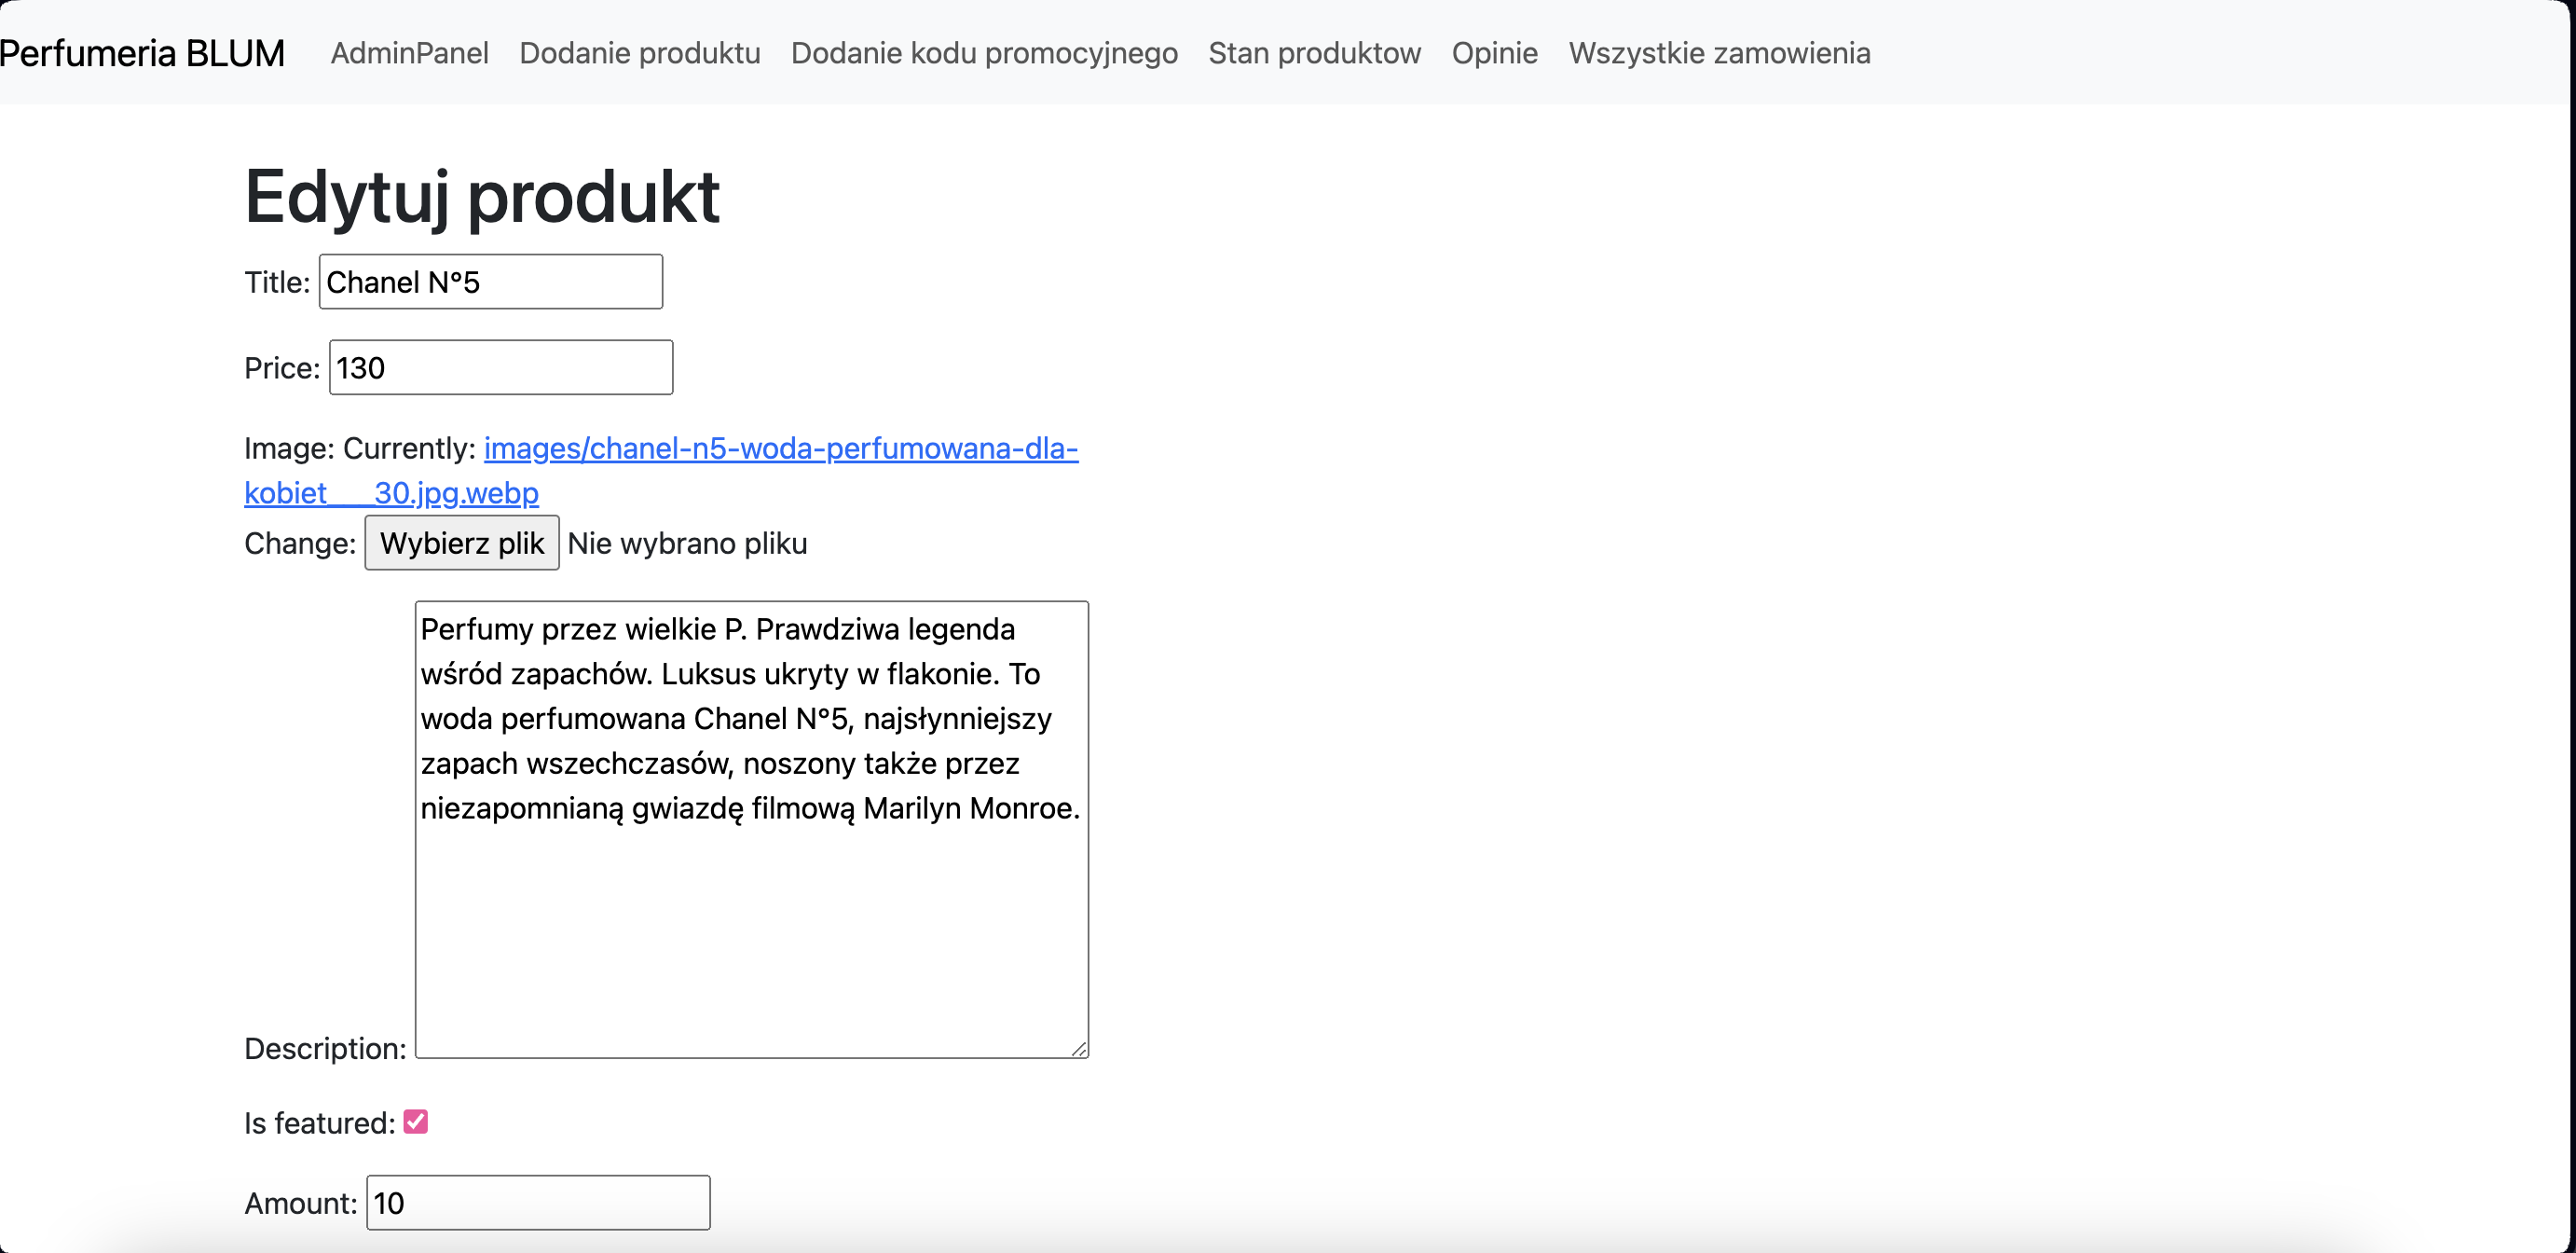 Perfumeria BLUM AdminPanel Dodanie produktu Dodanie kodu promocyjnego Stan produktow Opinie Wszystkie zamowienia
Edytuj produkt
Title: Chanel N°5
Price: 130
Image: Currently: images/chanel-n5-woda-perfumowana-dla-
kobiet___30.jpg.webp
Change: Wybierz plik Nie wybrano pliku
Perfumy przez wielkie P. Prawdziwa legenda
wśród zapachów. Luksus ukryty w flakonie. To
woda perfumowana Chanel N°5, najsłynniejszy
zapach wszechczasów, noszony także przez
niezapomnianą gwiazdę filmową Marilyn Monroe.
Description:
Is featured:
Amount: 10